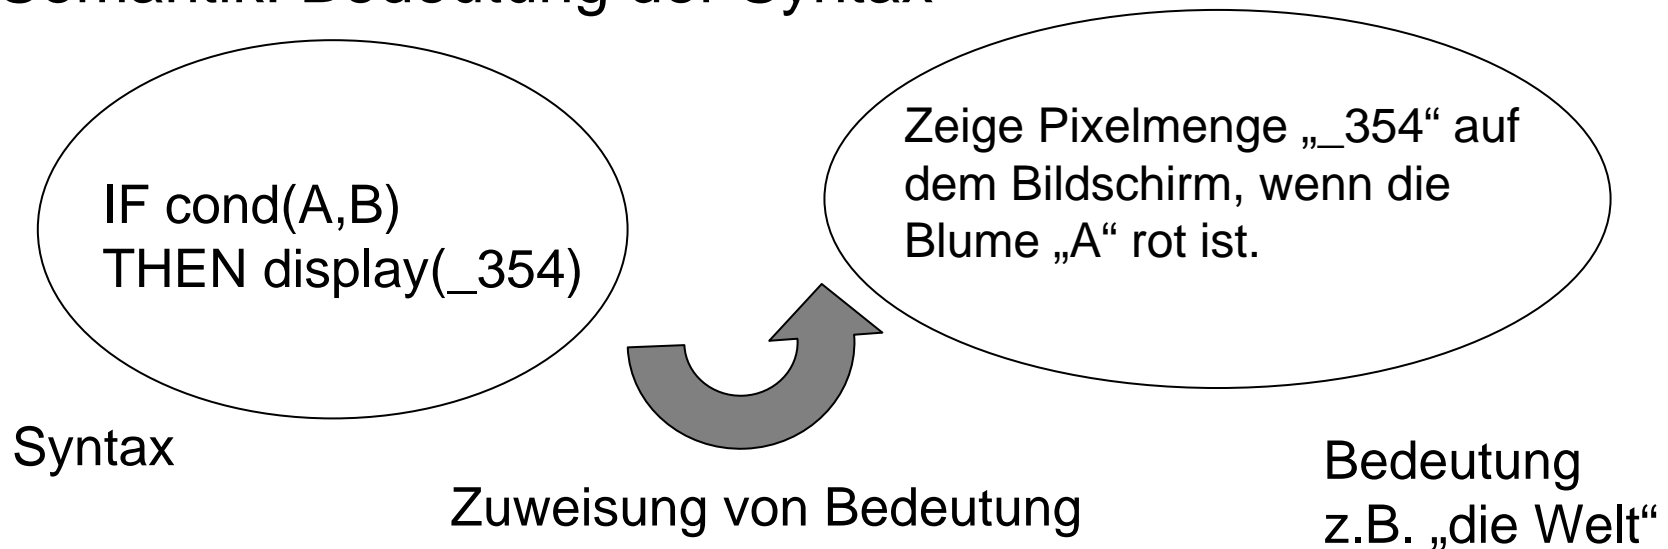 Semantik: Bedeutung der Syntax
IF cond(A,B)
THEN display(_354)
Zeige Pixelmenge „_354“ auf
dem Bildschirm, wenn die
Blume „A“ rot ist.
Syntax
Zuweisung von Bedeutung
Bedeutung
z.B. „die Welt“